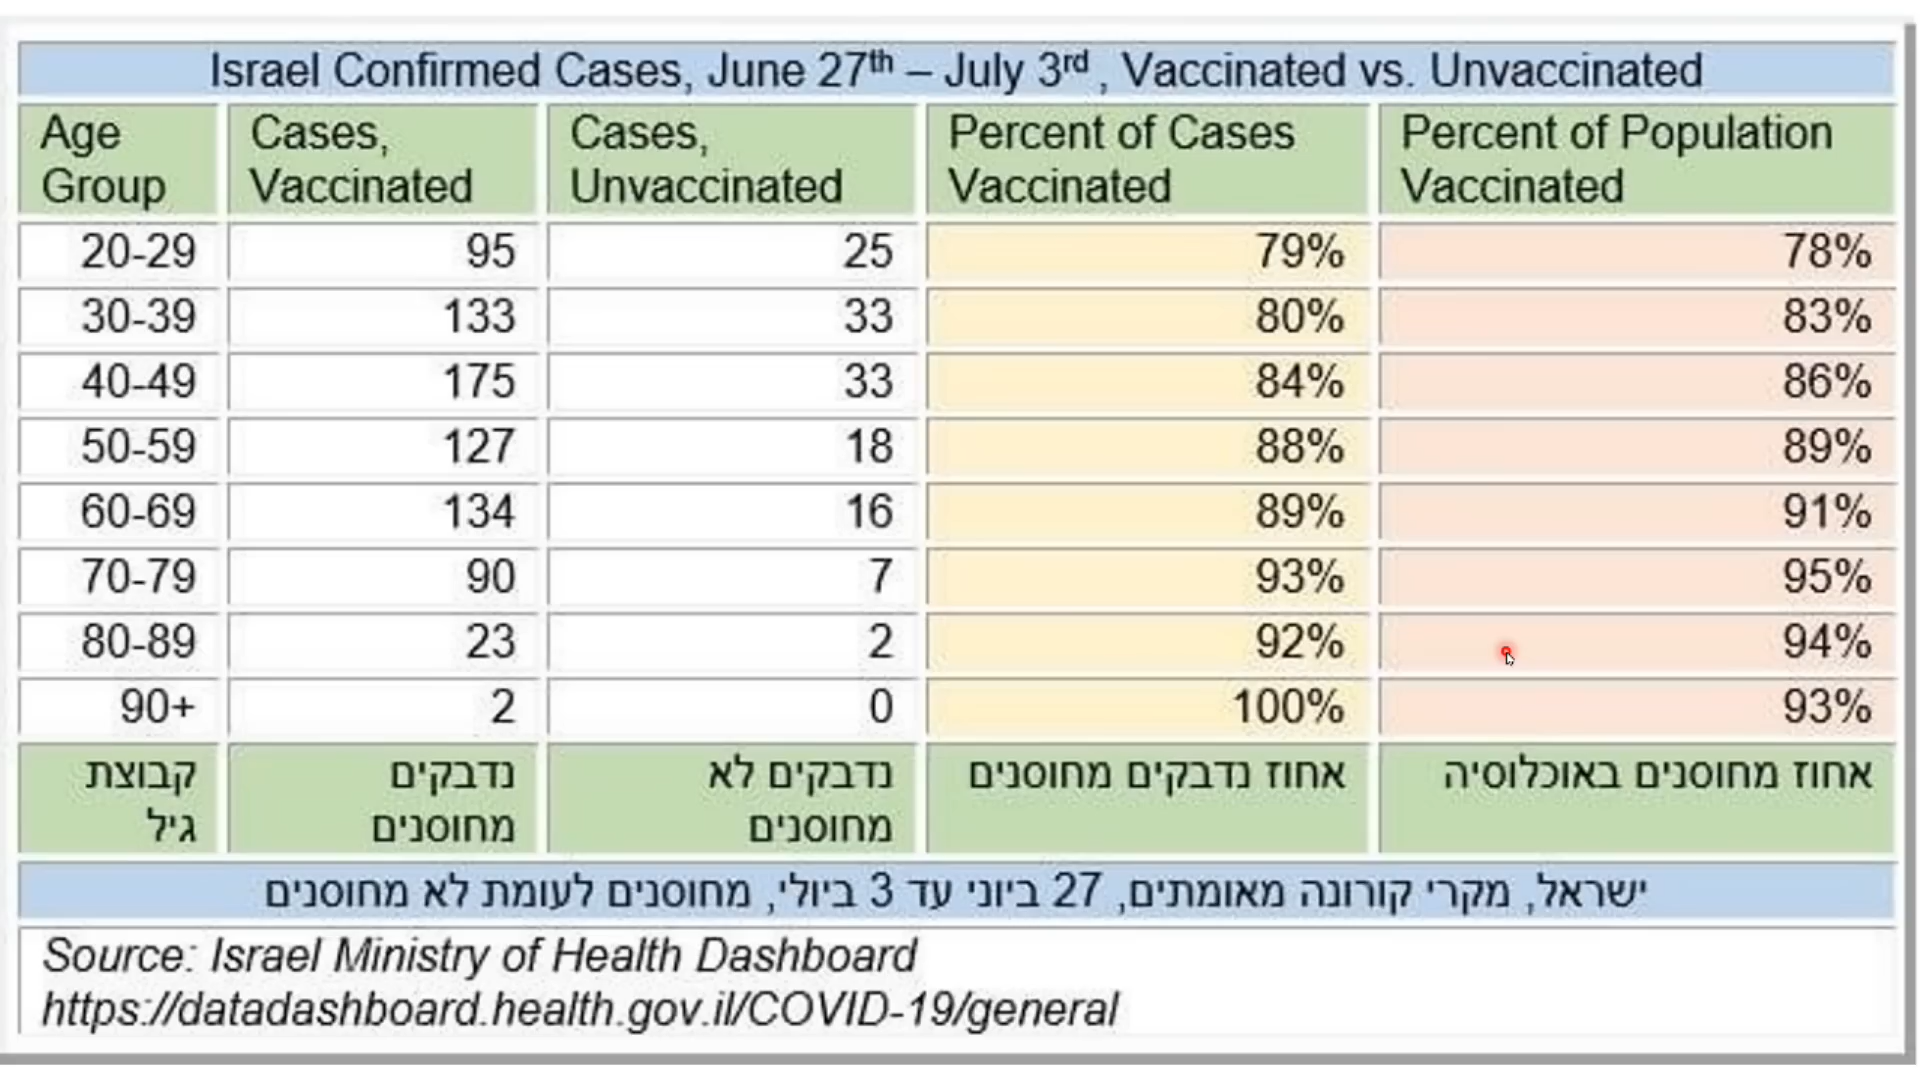 Israel Confirmed Cases, June 27th – July 3rd , Vaccinated vs. Unvaccinated
Age Group Cases, Vaccinated Cases, Unvaccinated Percent of Cases Vaccinated Percent of Population Vaccinated
20-29 95 25 79% 78%
30-39 133 33 80% 83%
40-49 175 33 84% 86%
50-59 127 18 88% 89%
60-69 134 16 89% 91%
70-79 90 7 93% 95%
80-89 23 2 92% 94%
90+ 2 0 100% 93%
קבוצת גיל נדבקים מחוסנים נדבקים לא מחוסנים אחוז נדבקים מחוסנים אחוז מחוסנים באוכלוסיה
ישראל, מקרי קורונה מאומתים, 27 ביוני עד 3 ביולי, מחוסנים לעומת לא מחוסנים
Source: Israel Ministry of Health Dashboard
https://datadashboard.health.gov.il/COVID-19/general